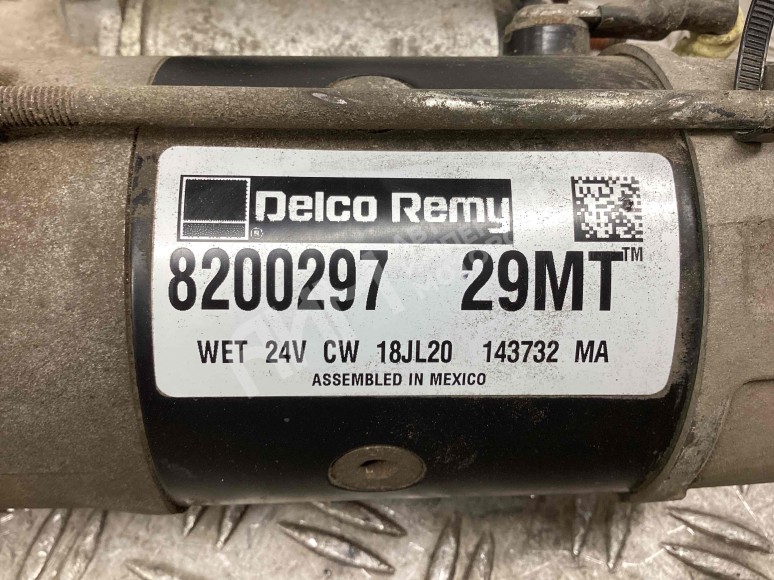 Delco Remy
®
8200297 29MT™
WET 24V CW 18JL20 143732 MA
ASSEMBLED IN MEXICO